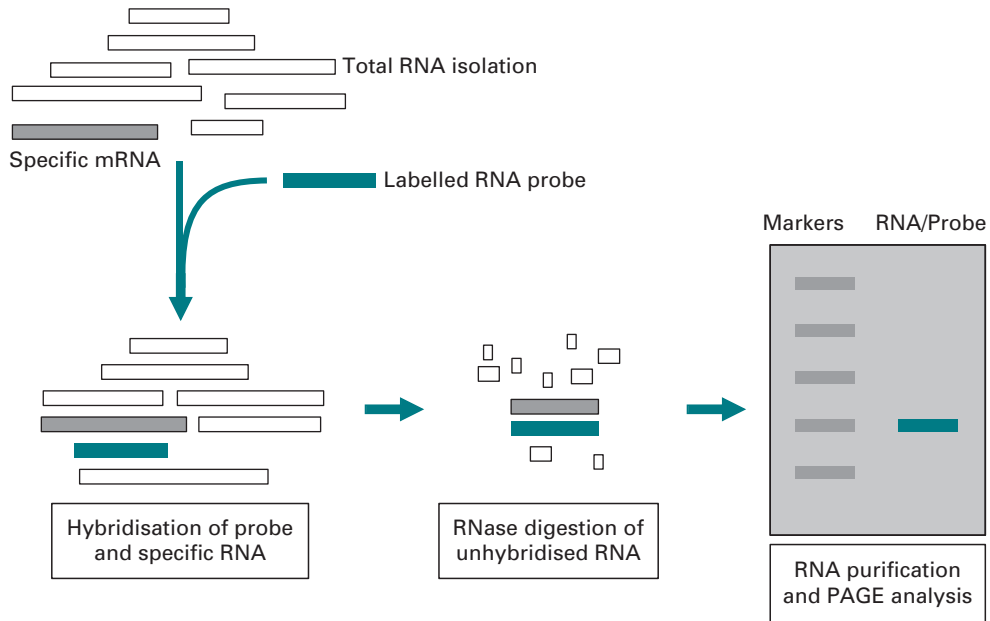 Total RNA isolation
Specific mRNA
Labelled RNA probe
Markers
RNA/Probe
Hybridisation of probe
and specific RNA
RNase digestion of
unhybridised RNA
RNA purification
and PAGE analysis